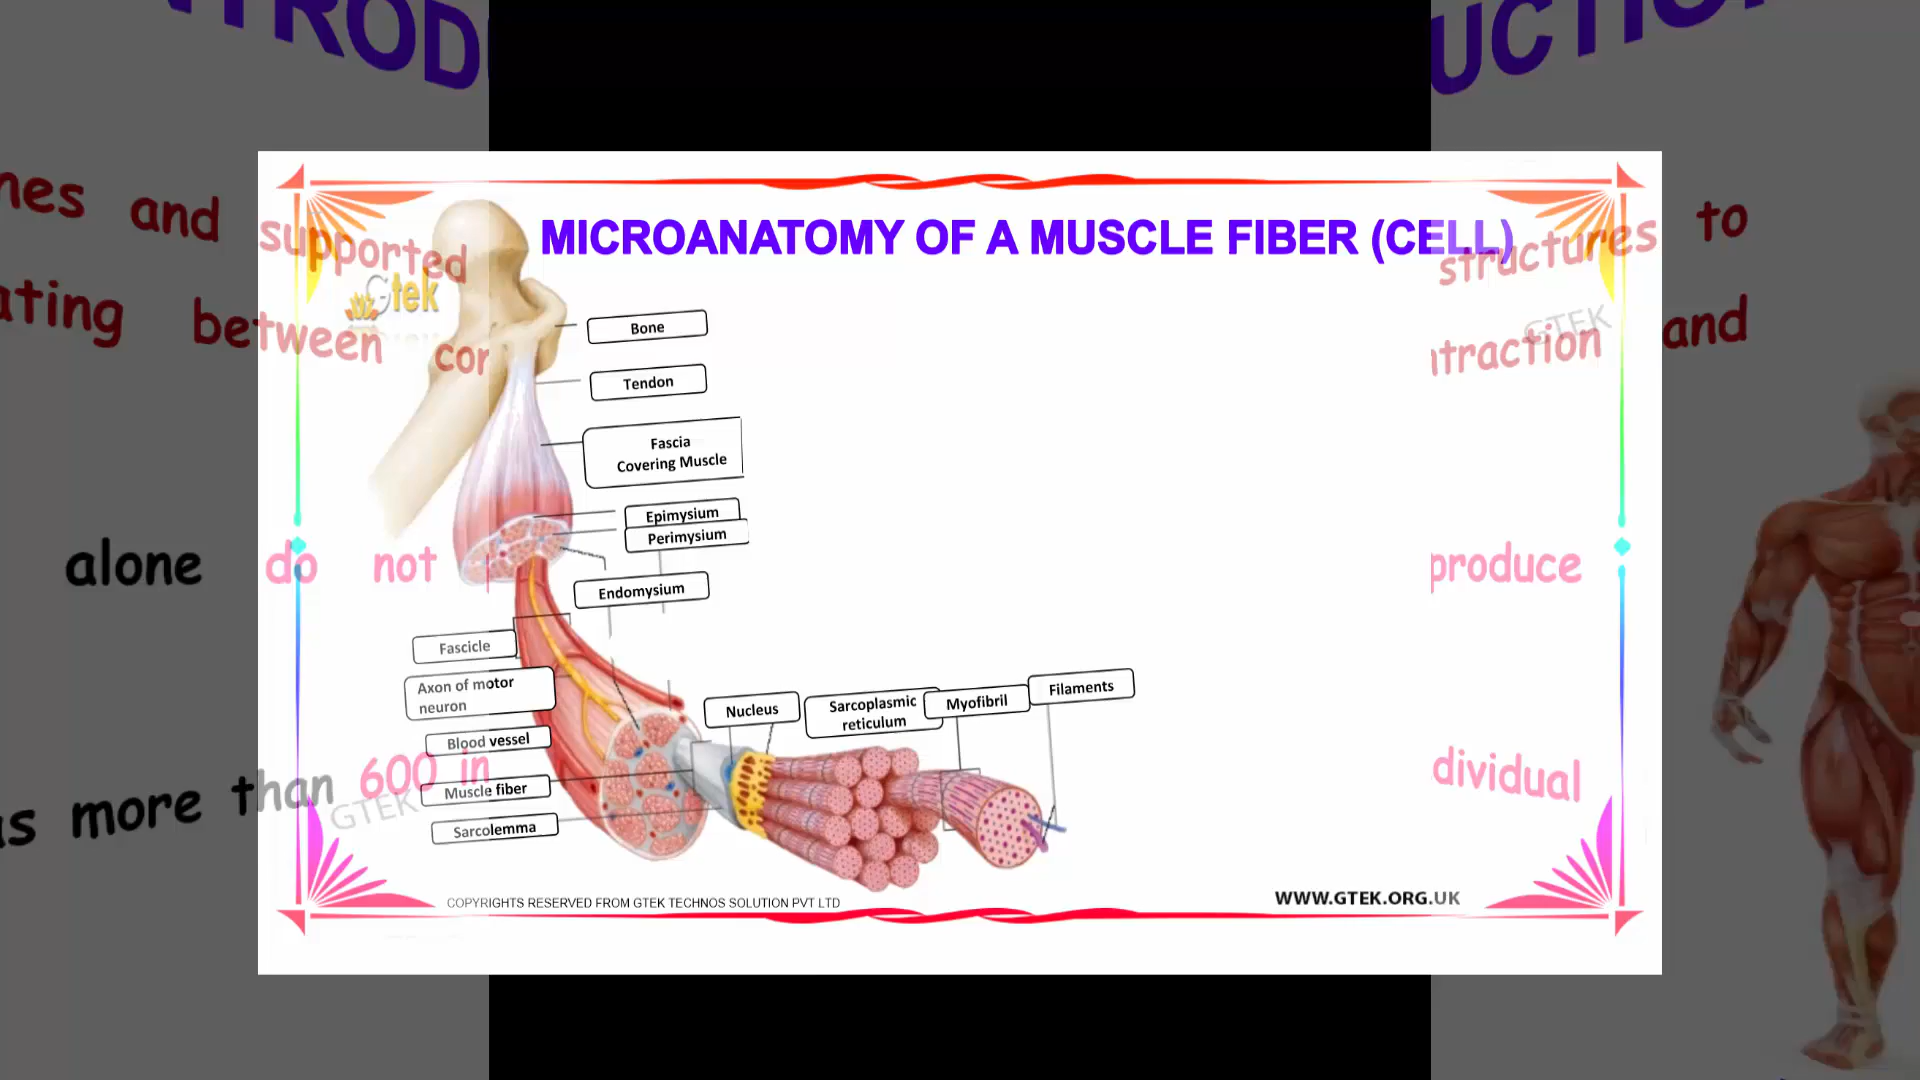 MICROANATOMY OF A MUSCLE FIBER (CELL)
nes and supported structures to
Gtek
GTEK
between traction and
Bone
Tendon
Fascia
Covering Muscle
Epimysium
Perimysium
alone do not produce
Endomysium
Fascicle
Axon of motor
neuron
Blood vessel
Muscle fiber
Sarcolemma
Nucleus
Sarcoplasmic
reticulum
Myofibril
Filaments
more than 600 in dividual
GTEK
COPYRIGHTS RESERVED FROM GTEK TECHNOS SOLUTION PVT LTD
WWW.GTEK.ORG.UK